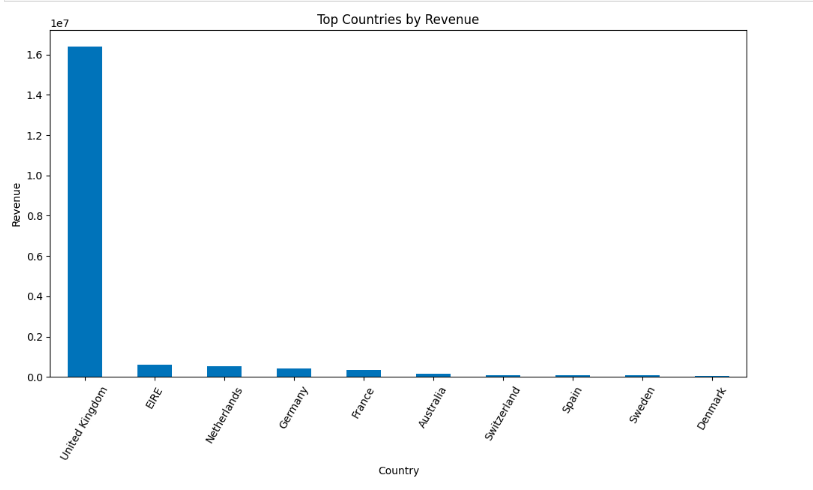 Top Countries by Revenue
1e7
1.6
1.4
1.2
1.0
0.8
0.6
0.4
0.2
0.0
Revenue
United Kingdom
EIRE
Netherlands
Germany
France
Australia
Switzerland
Spain
Sweden
Denmark
Country